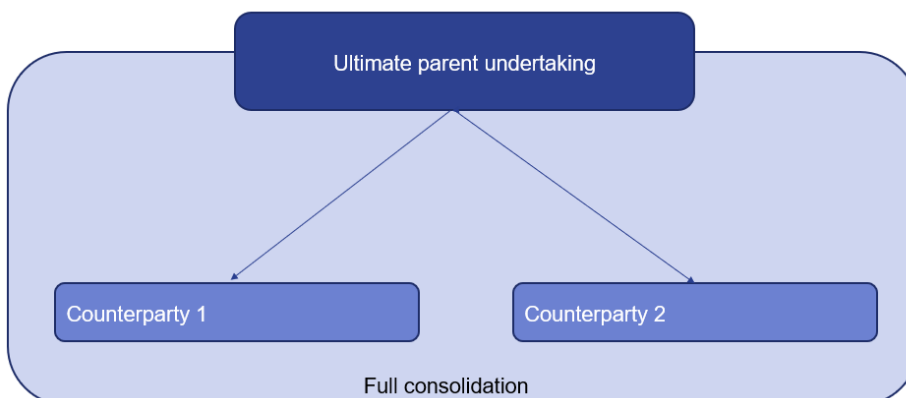 Ultimate parent undertaking
Counterparty 1
Counterparty 2
Full consolidation